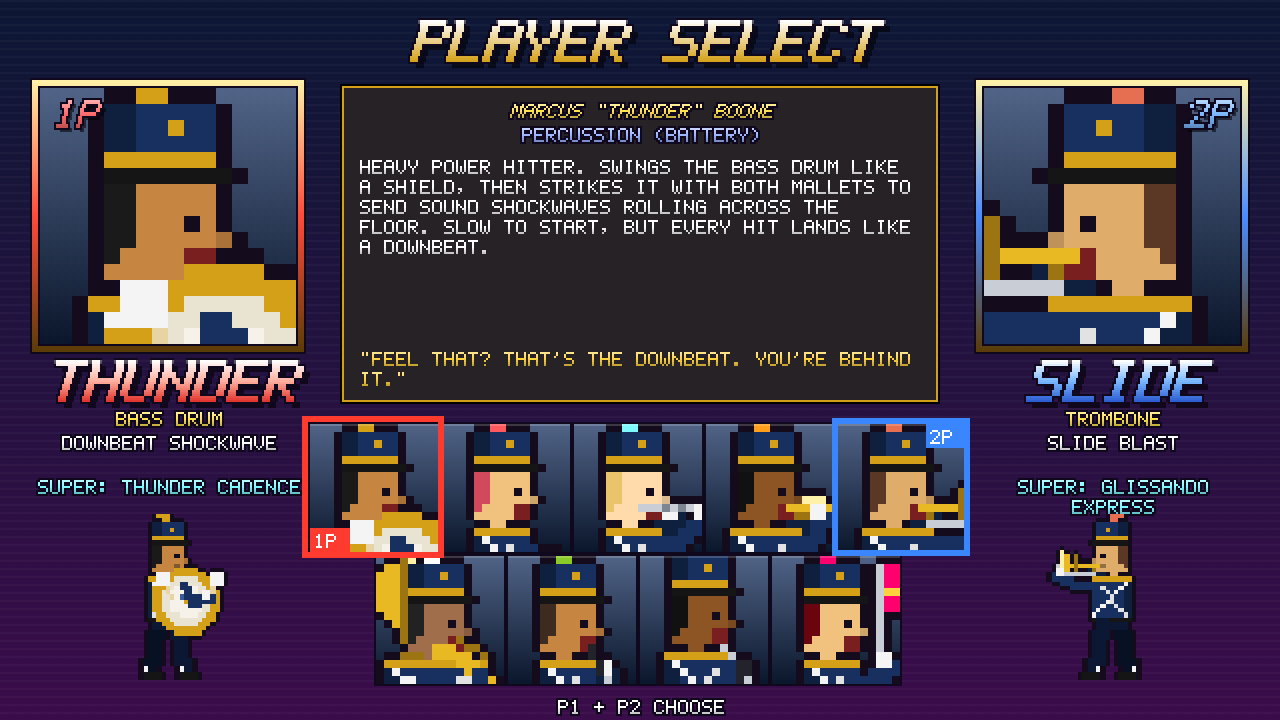 PLAYER SELECT
1P
2P
MARCUS "THUNDER" BOONE
PERCUSSION (BATTERY)
HEAVY POWER HITTER. SWINGS THE BASS DRUM LIKE
A SHIELD, THEN STRIKES IT WITH BOTH MALLETS TO
SEND SOUND SHOCKWAVES ROLLING ACROSS THE
FLOOR. SLOW TO START, BUT EVERY HIT LANDS LIKE
A DOWNBEAT.
"FEEL THAT? THAT'S THE DOWNBEAT. YOU'RE BEHIND
IT."
THUNDER
BASS DRUM
DOWNBEAT SHOCKWAVE
SUPER: THUNDER CADENCE
SLIDE
TROMBONE
SLIDE BLAST
SUPER: GLISSANDO
EXPRESS
1P
2P
P1 + P2 CHOOSE